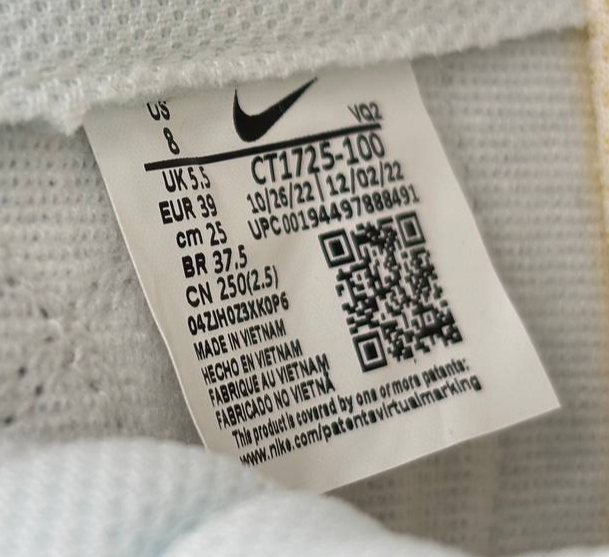 US
8
VQ2
UK 5.5
EUR 39
cm 25
BR 37.5
CN 250(2.5)
CT1725-100
10/26/22 | 12/02/22
UPC00194497888491
04ZJH0Z3XK0P6
MADE IN VIETNAM
HECHO EN VIETNAM
FABRIQUE AU VIETNAM
FABRICADO NO VIETNÃ
This product is covered by one or more patents:
www.nike.com/patentsvirtualmarking